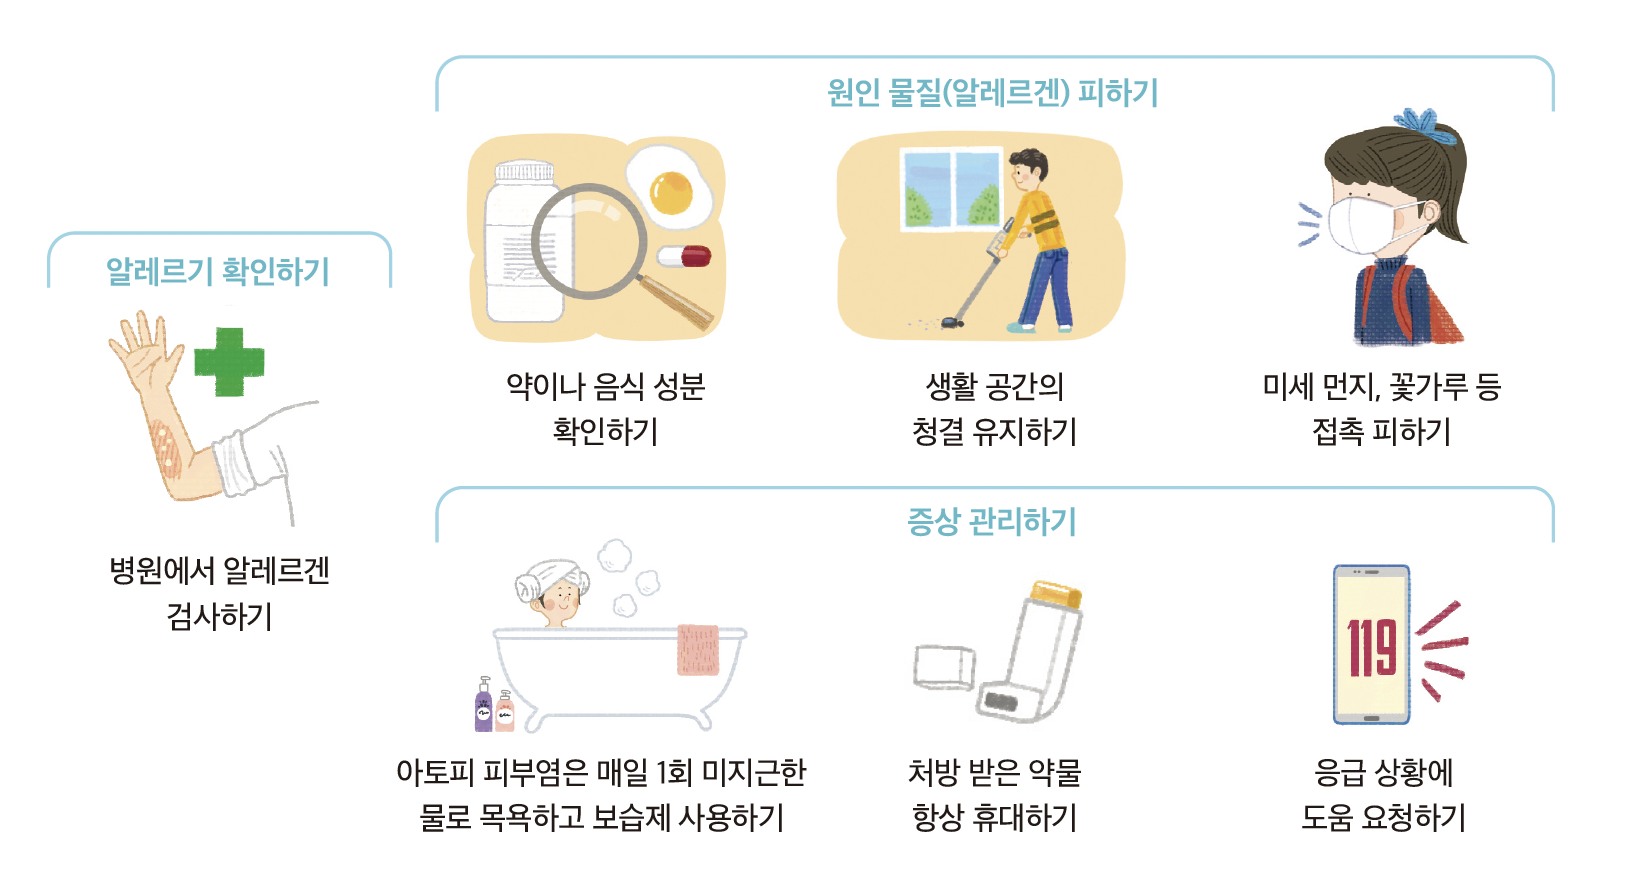 알레르기 확인하기
병원에서 알레르겐
검사하기
원인 물질(알레르겐) 피하기
약이나 음식 성분
확인하기
생활 공간의
청결 유지하기
미세 먼지, 꽃가루 등
접촉 피하기
증상 관리하기
아토피 피부염은 매일 1회 미지근한
물로 목욕하고 보습제 사용하기
처방 받은 약물
항상 휴대하기
119
응급 상황에
도움 요청하기